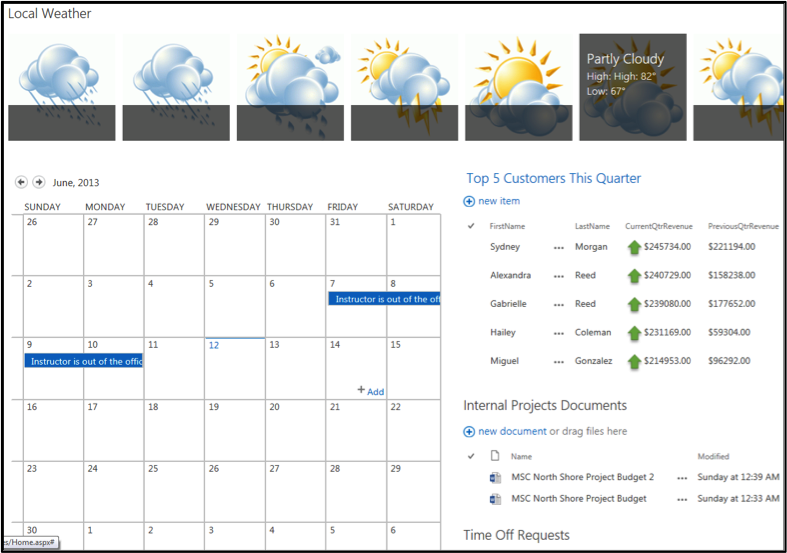 Local Weather
Partly Cloudy
High: High: 82°
Low: 67°
June, 2013
SUNDAY MONDAY TUESDAY WEDNESDAY THURSDAY FRIDAY SATURDAY
26 27 28 29 30 31 1
2 3 4 5 6 7 8
Instructor is out of the off
9 10 11 12 13 14 15
Instructor is out of the offic
Add
16 17 18 19 20 21 22
23 24 25 26 27 28 29
30 1 2 3 4 5 6
es/Home.aspx#
Top 5 Customers This Quarter
new item
FirstName LastName CurrentQtrRevenue PreviousQtrRevenue
Sydney ... Morgan $245734.00 $221194.00
Alexandra ... Reed $240729.00 $158238.00
Gabrielle ... Reed $239080.00 $177652.00
Hailey ... Coleman $231169.00 $59304.00
Miguel ... Gonzalez $214953.00 $96292.00
Internal Projects Documents
new document or drag files here
Name Modified
MSC North Shore Project Budget 2 ... Sunday at 12:39 AM
MSC North Shore Project Budget ... Sunday at 12:33 AM
Time Off Requests